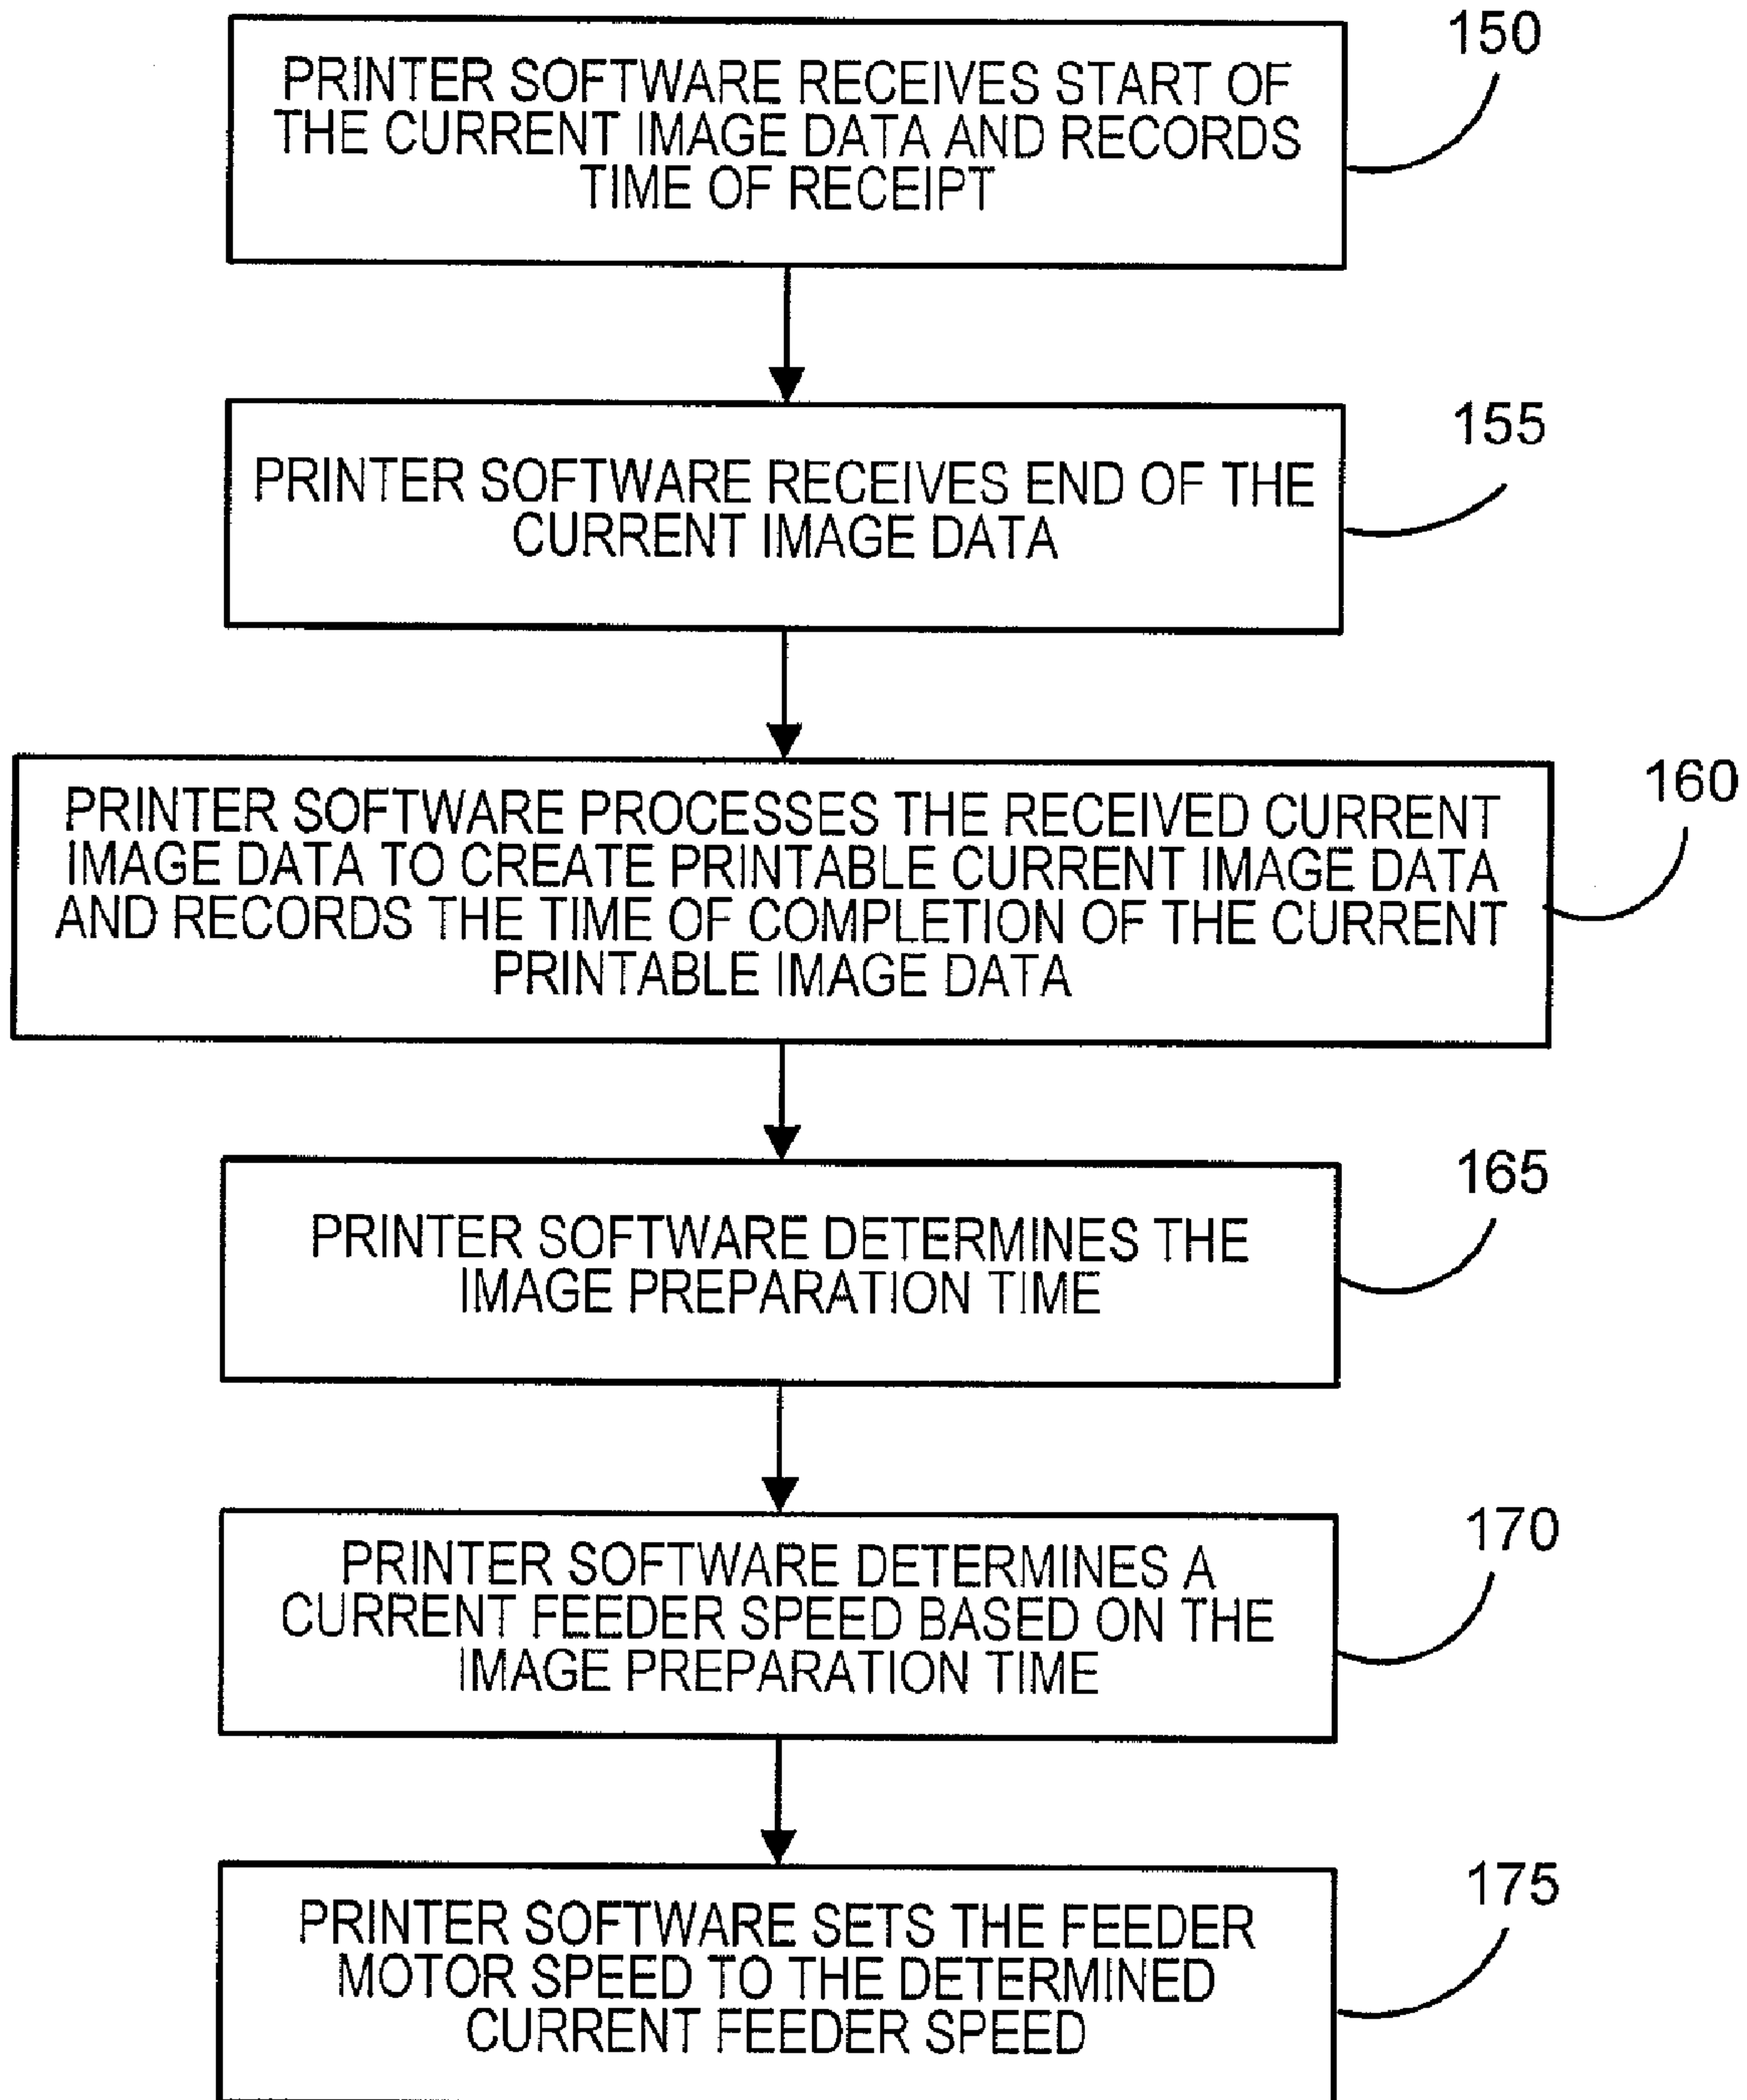 150
PRINTER SOFTWARE RECEIVES START OF
THE CURRENT IMAGE DATA AND RECORDS
TIME OF RECEIPT
155
PRINTER SOFTWARE RECEIVES END OF THE
CURRENT IMAGE DATA
160
PRINTER SOFTWARE PROCESSES THE RECEIVED CURRENT
IMAGE DATA TO CREATE PRINTABLE CURRENT IMAGE DATA
AND RECORDS THE TIME OF COMPLETION OF THE CURRENT
PRINTABLE IMAGE DATA
165
PRINTER SOFTWARE DETERMINES THE
IMAGE PREPARATION TIME
170
PRINTER SOFTWARE DETERMINES A
CURRENT FEEDER SPEED BASED ON THE
IMAGE PREPARATION TIME
175
PRINTER SOFTWARE SETS THE FEEDER
MOTOR SPEED TO THE DETERMINED
CURRENT FEEDER SPEED